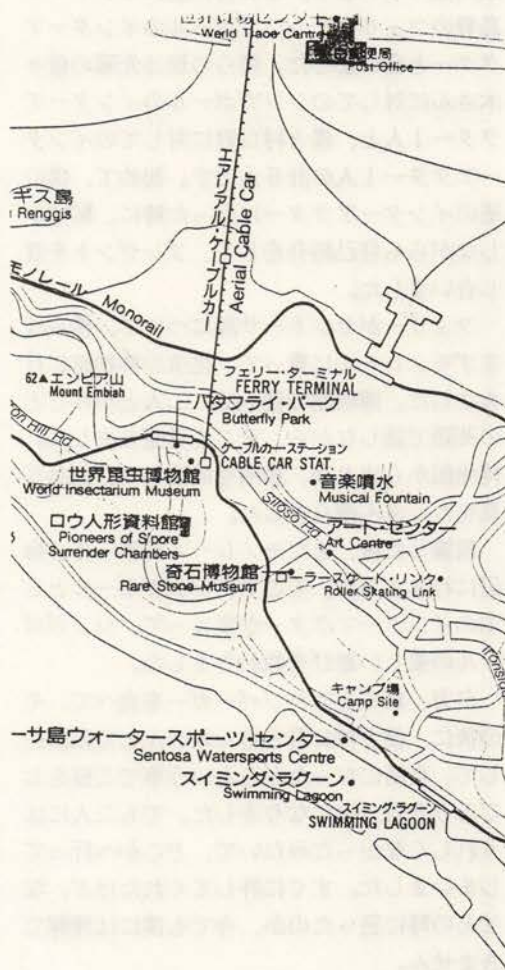 World Trace Centre
郵便局
Post Office
エアリアル・ケーブルカー
Aerial Cable Car
キス島
Renggis
モノレール Monorail
フェリー・ターミナル
FERRY TERMINAL
62▲エンビア山
Mount Embiah
バタフライ・パーク
Butterfly Park
ケーブルカー・ステーション
CABLE CAR STAT.
世界昆虫博物館
World Insectarium Museum
音楽噴水
Musical Fountain
ロウ人形資料館
Pioneers of S'pore
Surrender Chambers
アート・センター
Art Centre
奇石博物館
Rare Stone Museum
ローラースケート・リンク
Roller Skating Link
キャンプ場
Camp Site
ーサ島ウォータースポーツ・センター
Sentosa Watersports Centre
スイミング・ラグーン
Swimming Lagoon
スイミング・ラグーン
SWIMMING LAGOON